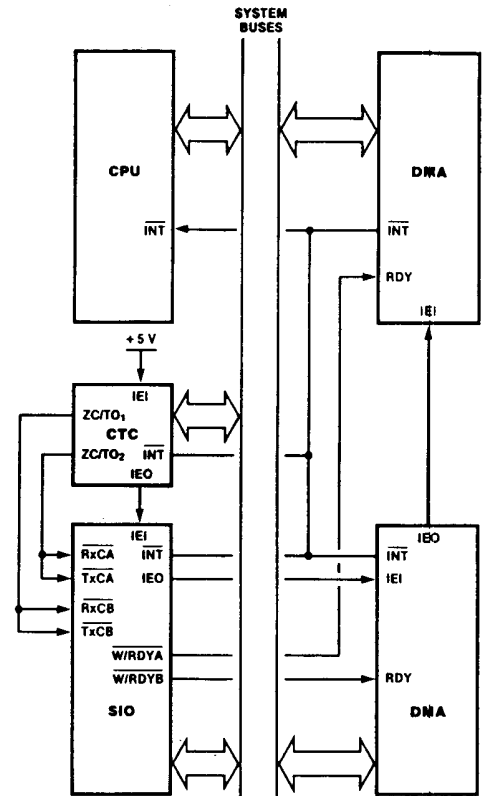 SYSTEM
BUSES
CPU
INT
DMA
INT
RDY
IEI
+ 5 V
IEI
ZC/TO1
CTC
ZC/TO2
INT
IEO
IEI
RxCA
INT
TxCA
IEO
RxCB
TxCB
W/RDYA
W/RDYB
SIO
IEO
INT
IEI
RDY
DMA